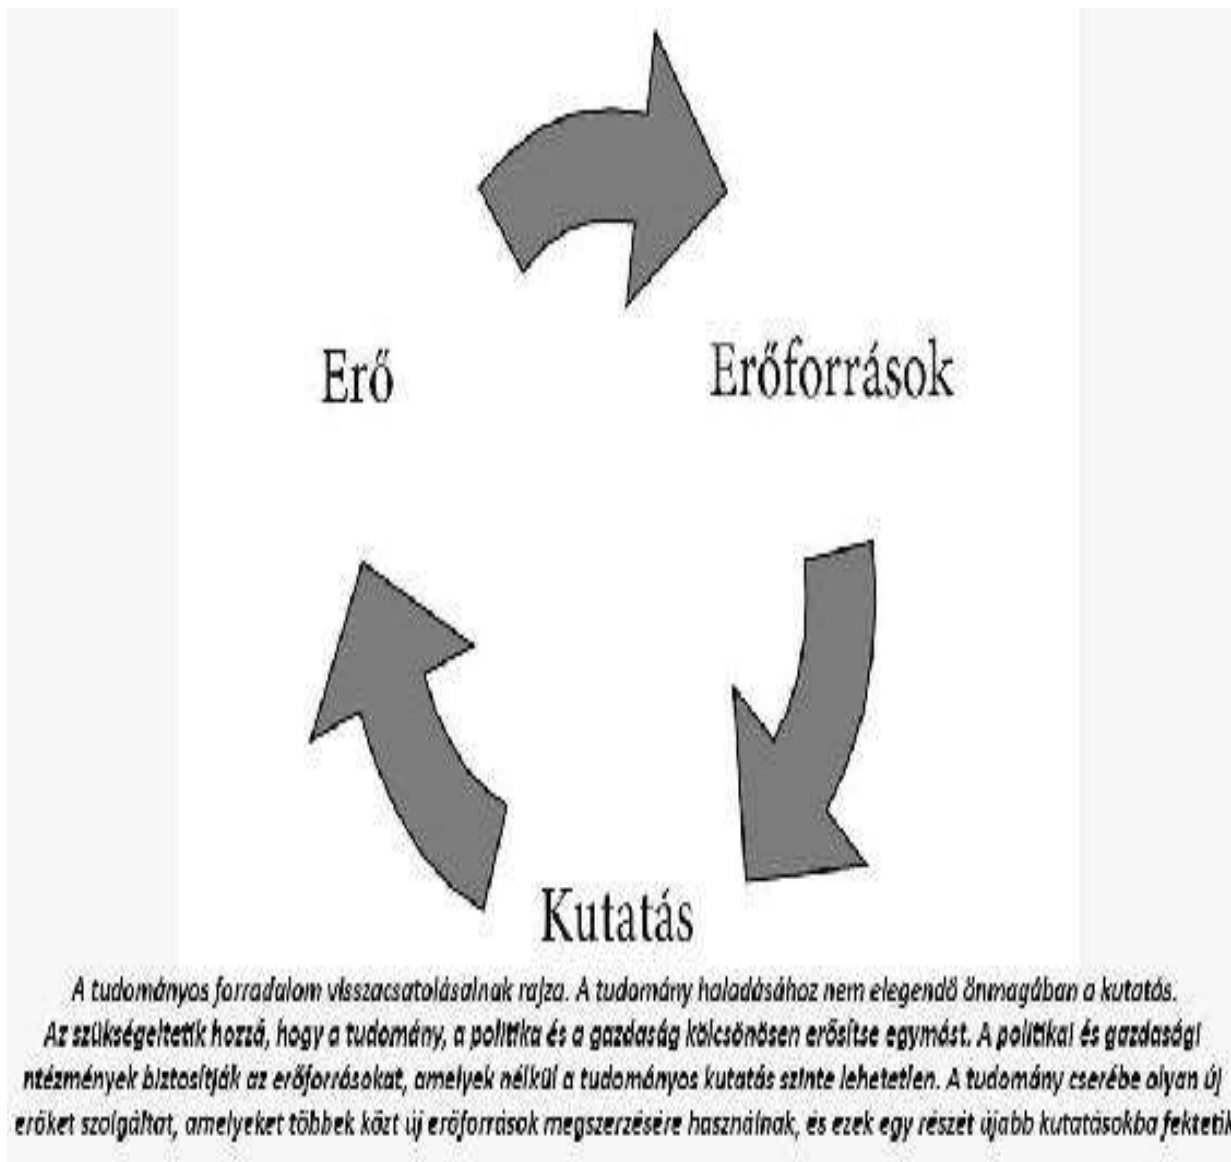 Erő
Erőforrások
Kutatás
A tudományos forradalom visszacsatolásainak rajza. A tudomány haladásához nem elegendő önmagában a kutatás.
Az szükségeltetik hozzá, hogy a tudomány, a politika és a gazdaság kölcsönösen erősítse egymást. A politikai és gazdasági
ntézmények biztosítják az erőforrásokat, amelyek nélkül a tudományos kutatás szinte lehetetlen. A tudomány cserébe olyan új
erőket szolgáltat, amelyeket többek közt új erőforrások megszerzésére használnak, és ezek egy részét újabb kutatásokba fektetik